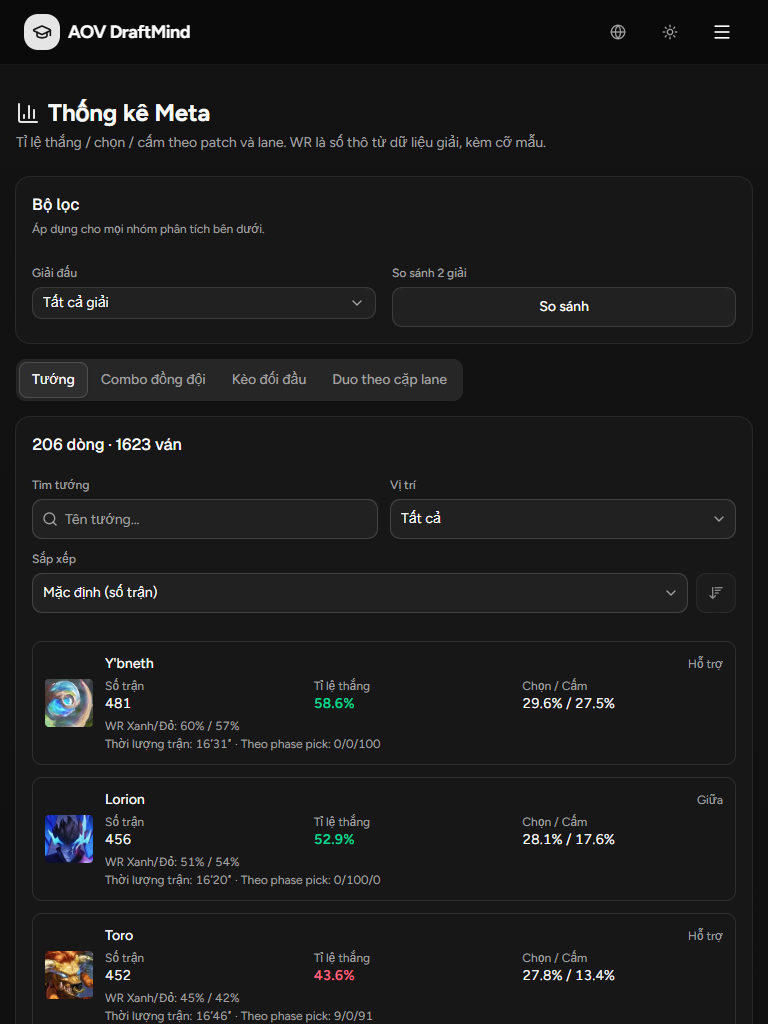 AOV DraftMind
Thống kê Meta
Tỉ lệ thắng / chọn / cấm theo patch và lane. WR là số thô từ dữ liệu giải, kèm cỡ mẫu.
Bộ lọc
Áp dụng cho mọi nhóm phân tích bên dưới.
Giải đấu
So sánh 2 giải
Tất cả giải
So sánh
Tướng
Combo đồng đội
Kèo đối đầu
Duo theo cặp lane
206 dòng · 1623 ván
Tìm tướng
Vị trí
Tên tướng...
Tất cả
Sắp xếp
Mặc định (số trận)
Y'bneth
Hỗ trợ
Số trận
Tỉ lệ thắng
Chọn / Cấm
481
58.6%
29.6% / 27.5%
WR Xanh/Đỏ: 60% / 57%
Thời lượng trận: 16′31″ · Theo phase pick: 0/0/100
Lorion
Giữa
Số trận
Tỉ lệ thắng
Chọn / Cấm
456
52.9%
28.1% / 17.6%
WR Xanh/Đỏ: 51% / 54%
Thời lượng trận: 16′20″ · Theo phase pick: 0/100/0
Toro
Hỗ trợ
Số trận
Tỉ lệ thắng
Chọn / Cấm
452
43.6%
27.8% / 13.4%
WR Xanh/Đỏ: 45% / 42%
Thời lượng trận: 16′46″ · Theo phase pick: 9/0/91